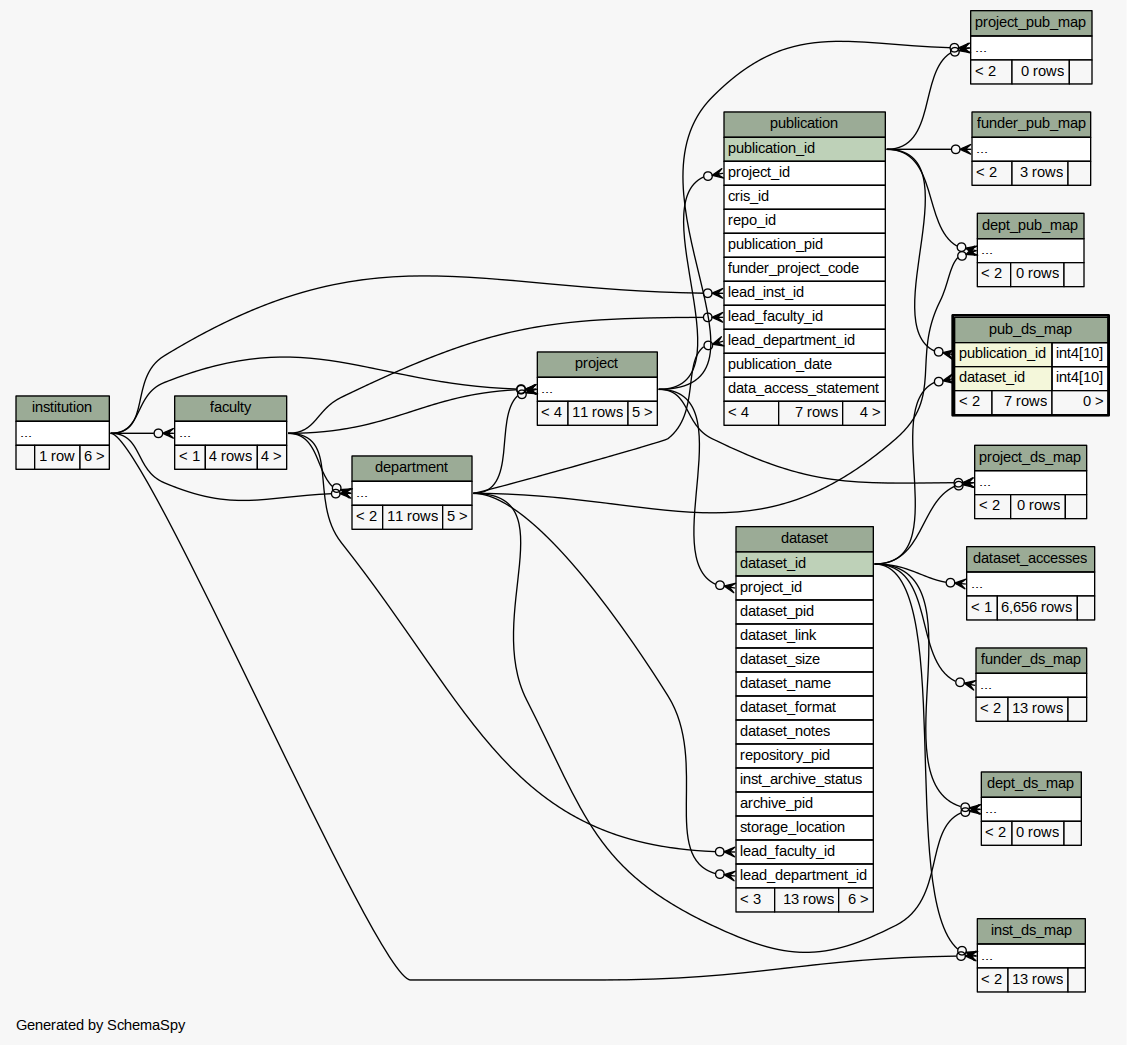 project_pub_map
...
< 2 0 rows
funder_pub_map
...
< 2 3 rows
dept_pub_map
...
< 2 0 rows
pub_ds_map
publication_id int4[10]
dataset_id int4[10]
< 2 7 rows 0 >
publication
publication_id
project_id
cris_id
repo_id
publication_pid
funder_project_code
lead_inst_id
lead_faculty_id
lead_department_id
publication_date
data_access_statement
< 4 7 rows 4 >
project
...
< 4 11 rows 5 >
institution
...
1 row 6 >
faculty
...
< 1 4 rows 4 >
department
...
< 2 11 rows 5 >
project_ds_map
...
< 2 0 rows
dataset
dataset_id
project_id
dataset_pid
dataset_link
dataset_size
dataset_name
dataset_format
dataset_notes
repository_pid
inst_archive_status
archive_pid
storage_location
lead_faculty_id
lead_department_id
< 3 13 rows 6 >
dataset_accesses
...
< 1 6,656 rows
funder_ds_map
...
< 2 13 rows
dept_ds_map
...
< 2 0 rows
inst_ds_map
...
< 2 13 rows
Generated by SchemaSpy